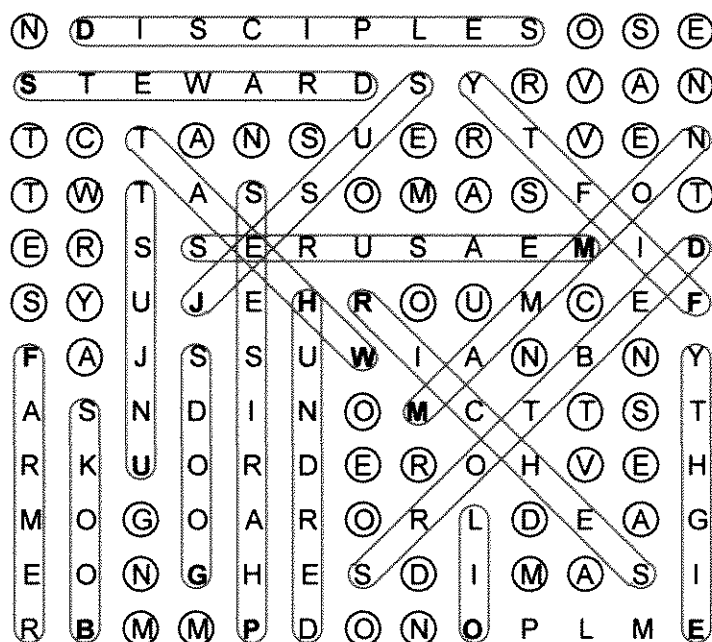 N D I S C I P L E S O S E
S T E W A R D S Y R V A N
T C T A N S U E R T V E N
T W T A S S O M A S F O T
E R S S E R U S A E M I D
S Y U J E H R O U M C E F
F A J S S U W I A N B N Y
A S N D I N O M C T T S T
R K U O R D E R O H V E H
M O G O A R O R L D E A G
E O N G H E S D I M A S I
R B M M P D O N O P L M E